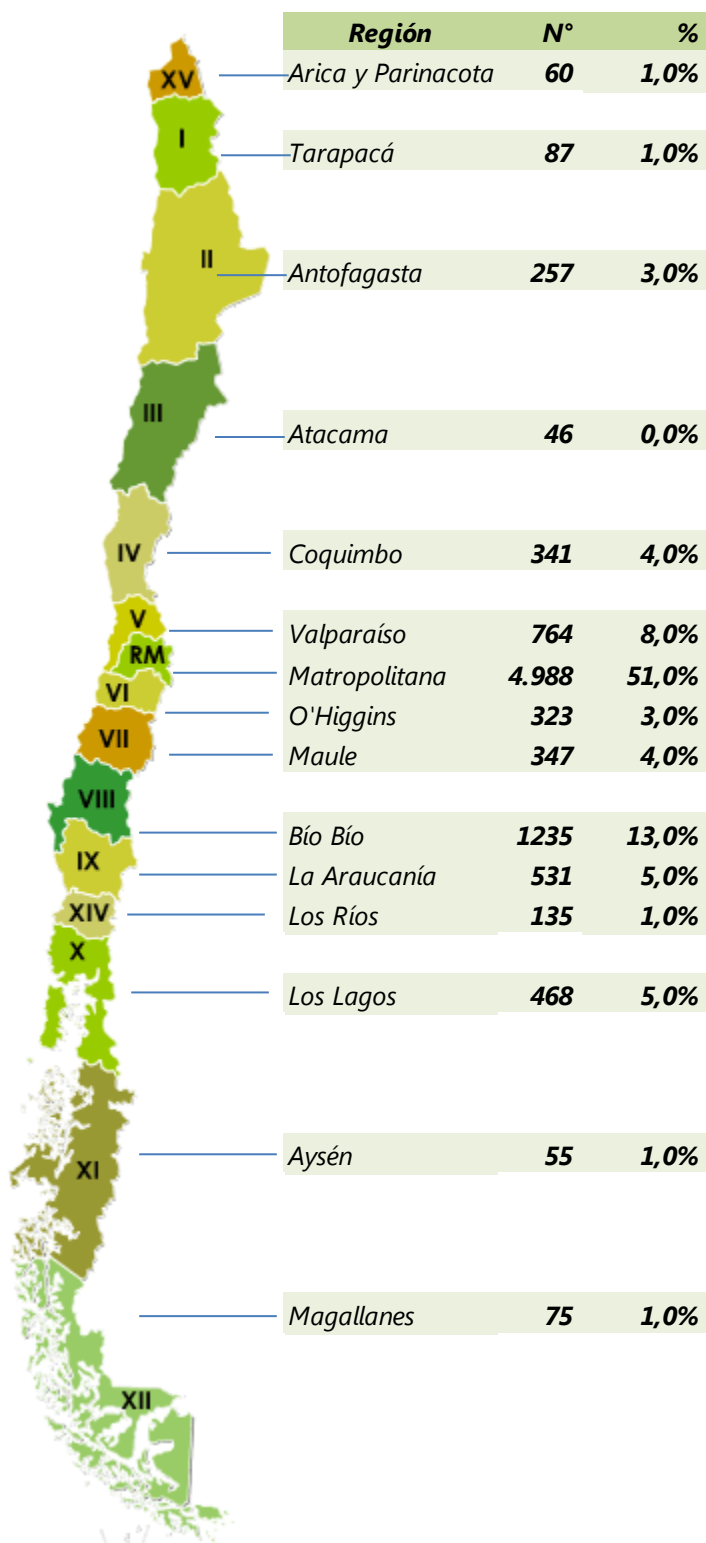 Región N° %
XV Arica y Parinacota 60 1,0%
I Tarapacá 87 1,0%
II Antofagasta 257 3,0%
III Atacama 46 0,0%
IV Coquimbo 341 4,0%
V Valparaíso 764 8,0%
RM Matropolitana 4.988 51,0%
VI O'Higgins 323 3,0%
VII Maule 347 4,0%
VIII Bío Bío 1235 13,0%
IX La Araucanía 531 5,0%
XIV Los Ríos 135 1,0%
X Los Lagos 468 5,0%
XI Aysén 55 1,0%
Magallanes 75 1,0%
XII